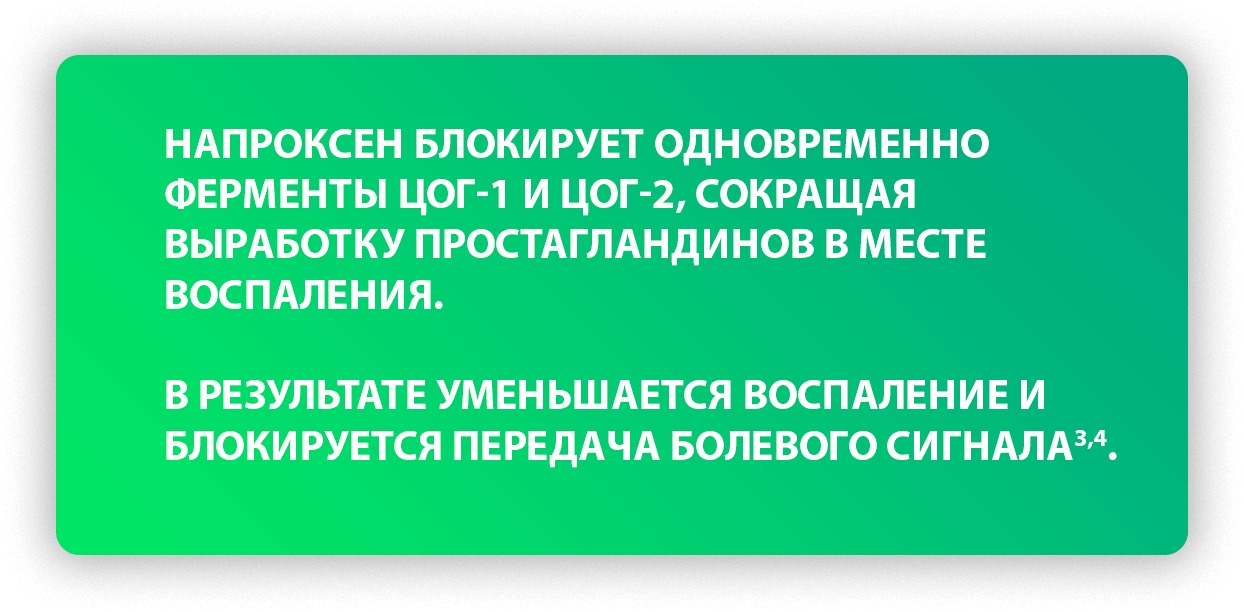 НАПРОКСЕН БЛОКИРУЕТ ОДНОВРЕМЕННО
ФЕРМЕНТЫ ЦОГ-1 И ЦОГ-2, СОКРАЩАЯ
ВЫРАБОТКУ ПРОСТАГЛАНДИНОВ В МЕСТЕ
ВОСПАЛЕНИЯ.
В РЕЗУЛЬТАТЕ УМЕНЬШАЕТСЯ ВОСПАЛЕНИЕ И
БЛОКИРУЕТСЯ ПЕРЕДАЧА БОЛЕВОГО СИГНАЛА³,⁴.